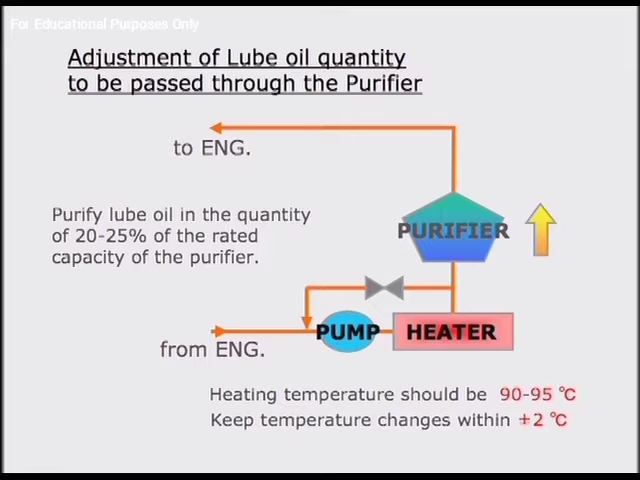 For Educational Purposes Only
Adjustment of Lube oil quantity
to be passed through the Purifier
to ENG.
Purify lube oil in the quantity
of 20-25% of the rated
capacity of the purifier.
PURIFIER
PUMP
HEATER
from ENG.
Heating temperature should be 90-95 ℃
Keep temperature changes within +2 ℃